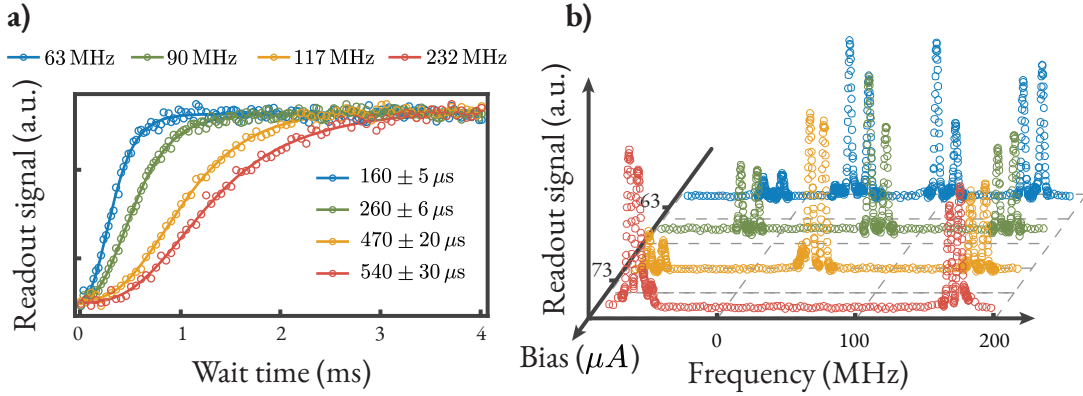 a)
63 MHz 90 MHz 117 MHz 232 MHz
Readout signal (a.u.)
160 ± 5 μs
260 ± 6 μs
470 ± 20 μs
540 ± 30 μs
0 1 2 3 4
Wait time (ms)
b)
Readout signal (a.u.)
63
73
Bias (μA)
0 100 200
Frequency (MHz)